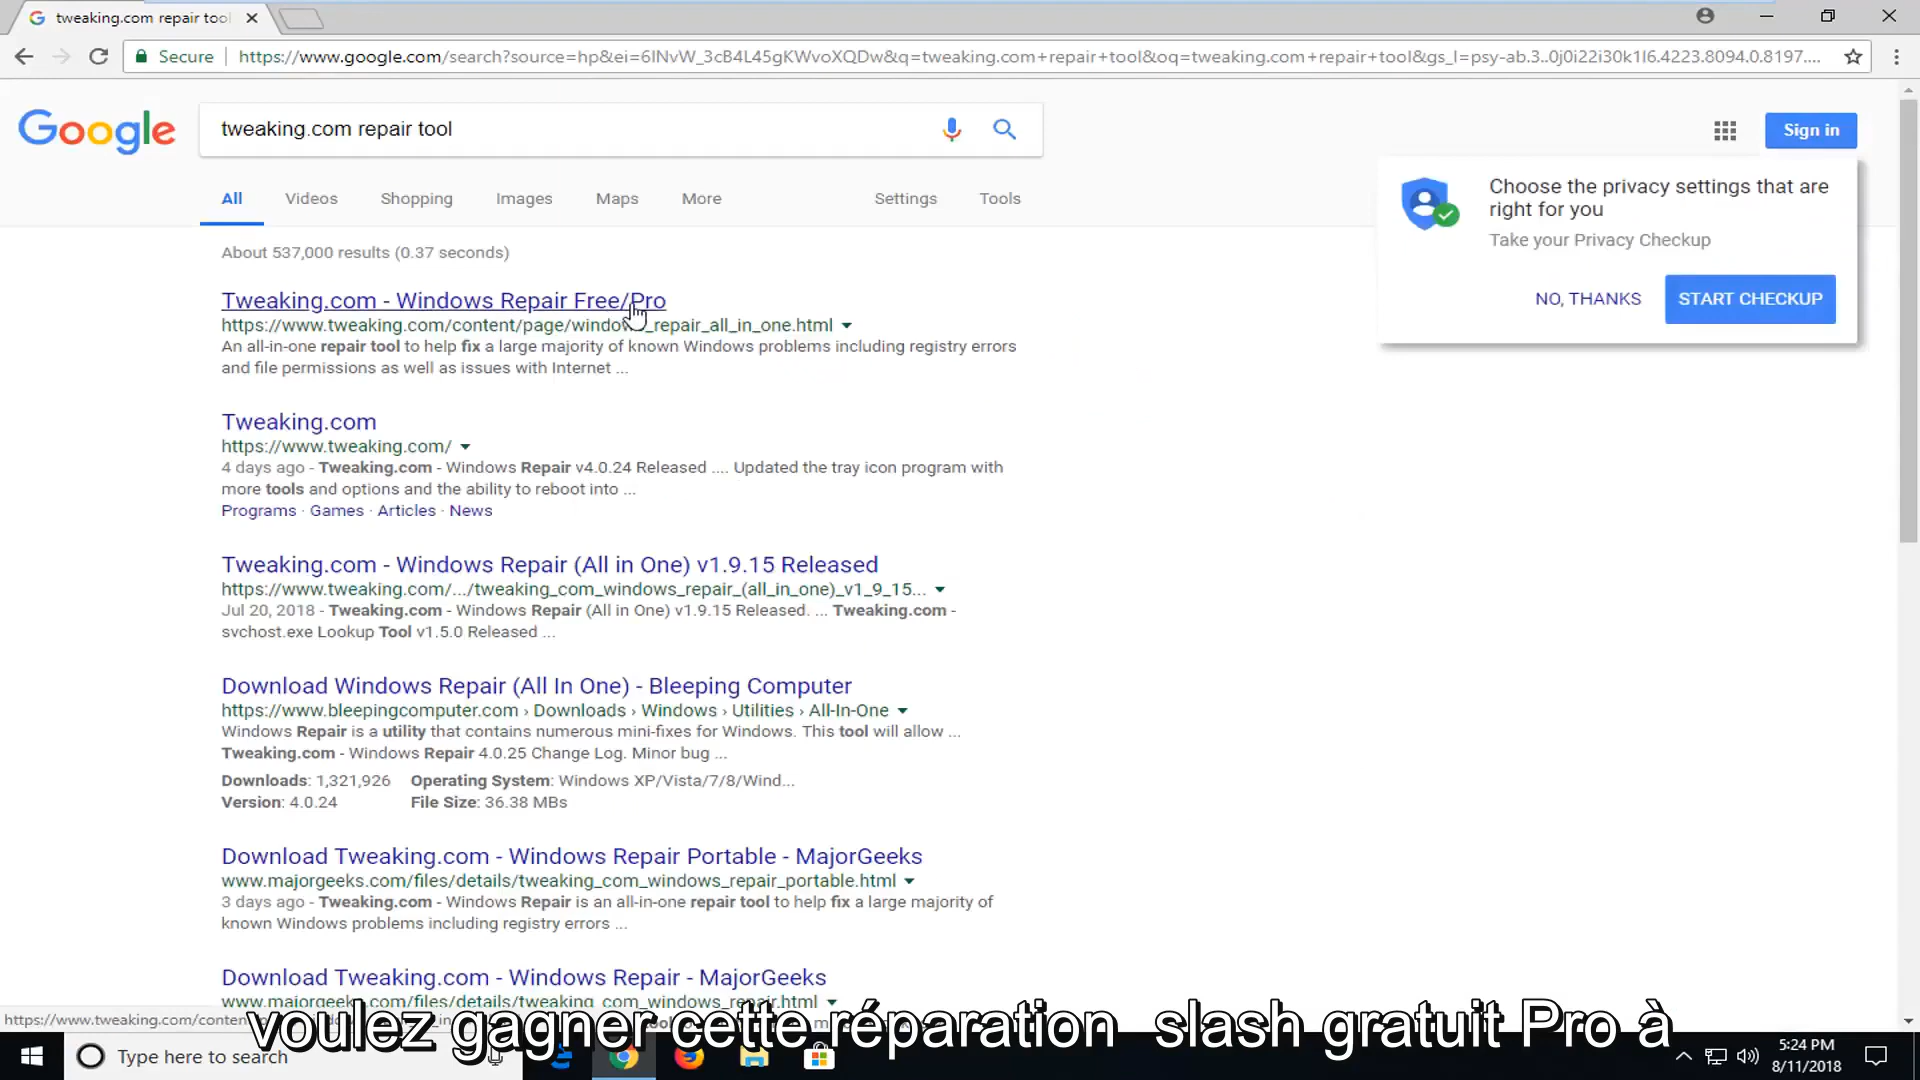 tweaking.com repair tool
Secure https://www.google.com/search?source=hp&ei=6INvW_3cB4L45gKWvoXQDw&q=tweaking.com+repair+tool&oq=tweaking.com+repair+tool&gs_l=psy-ab.3..0j0i22i30k1l6.4223.8094.0.8197....
Google
tweaking.com repair tool
Sign in
All Videos Shopping Images Maps More Settings Tools
Choose the privacy settings that are
right for you
Take your Privacy Checkup
NO, THANKS START CHECKUP
About 537,000 results (0.37 seconds)
Tweaking.com - Windows Repair Free/Pro
https://www.tweaking.com/content/page/windows_repair_all_in_one.html
An all-in-one repair tool to help fix a large majority of known Windows problems including registry errors
and file permissions as well as issues with Internet ...
Tweaking.com
https://www.tweaking.com/
4 days ago - Tweaking.com - Windows Repair v4.0.24 Released .... Updated the tray icon program with
more tools and options and the ability to reboot into ...
Programs · Games · Articles · News
Tweaking.com - Windows Repair (All in One) v1.9.15 Released
https://www.tweaking.com/.../tweaking_com_windows_repair_(all_in_one)_v1_9_15...
Jul 20, 2018 - Tweaking.com - Windows Repair (All in One) v1.9.15 Released. ... Tweaking.com -
svchost.exe Lookup Tool v1.5.0 Released ...
Download Windows Repair (All In One) - Bleeping Computer
https://www.bleepingcomputer.com › Downloads › Windows › Utilities › All-In-One
Windows Repair is a utility that contains numerous mini-fixes for Windows. This tool will allow ...
Tweaking.com - Windows Repair 4.0.25 Change Log. Minor bug ...
Downloads: 1,321,926 Operating System: Windows XP/Vista/7/8/Wind...
Version: 4.0.24 File Size: 36.38 MBs
Download Tweaking.com - Windows Repair Portable - MajorGeeks
www.majorgeeks.com/files/details/tweaking_com_windows_repair_portable.html
3 days ago - Tweaking.com - Windows Repair is an all-in-one repair tool to help fix a large majority of
known Windows problems including registry errors ...
Download Tweaking.com - Windows Repair - MajorGeeks
www.majorgeeks.com/files/details/tweaking_com_windows_repair.html
https://www.tweaking.com/conten
voulez gagner cette réparation slash gratuit Pro à
Type here to search
5:24 PM
8/11/2018